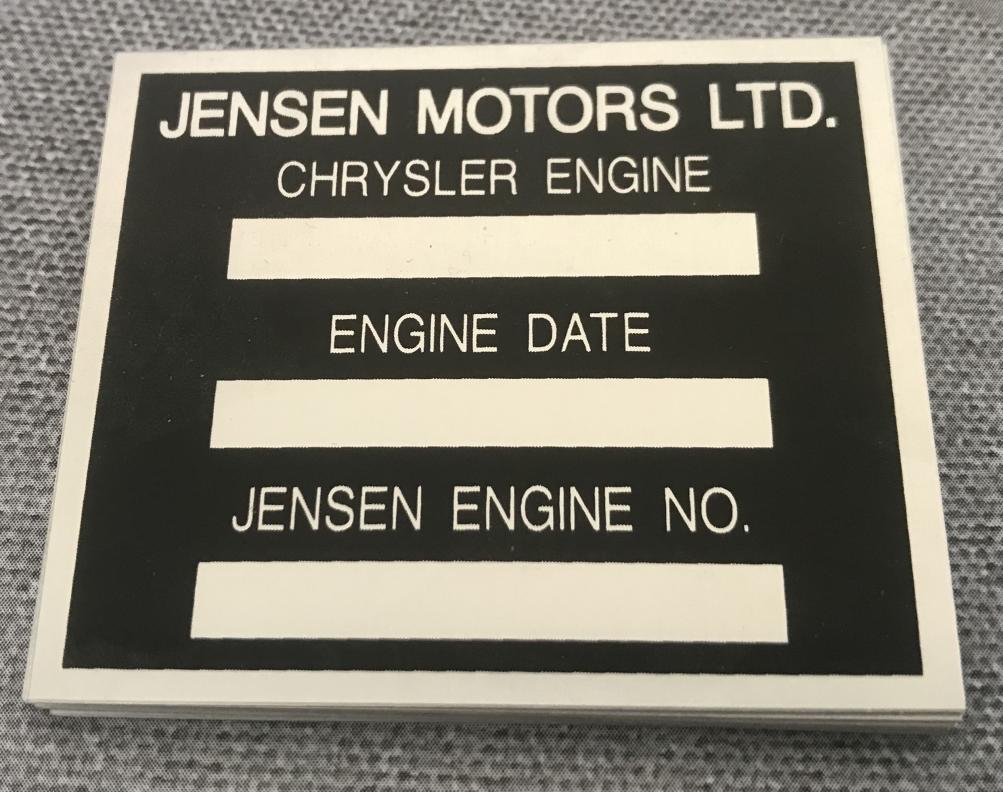 JENSEN MOTORS LTD.
CHRYSLER ENGINE
ENGINE DATE
JENSEN ENGINE NO.